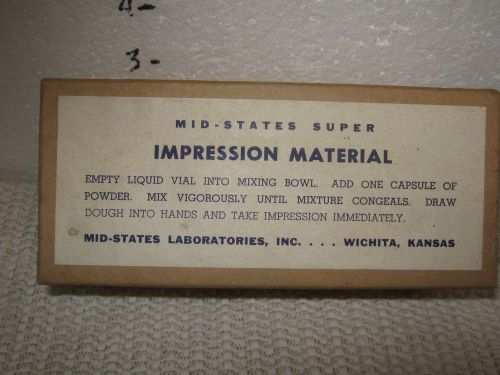 4-
3-
MID-STATES SUPER
IMPRESSION MATERIAL
EMPTY LIQUID VIAL INTO MIXING BOWL. ADD ONE CAPSULE OF
POWDER. MIX VIGOROUSLY UNTIL MIXTURE CONGEALS. DRAW
DOUGH INTO HANDS AND TAKE IMPRESSION IMMEDIATELY.
MID-STATES LABORATORIES, INC. . . . WICHITA, KANSAS